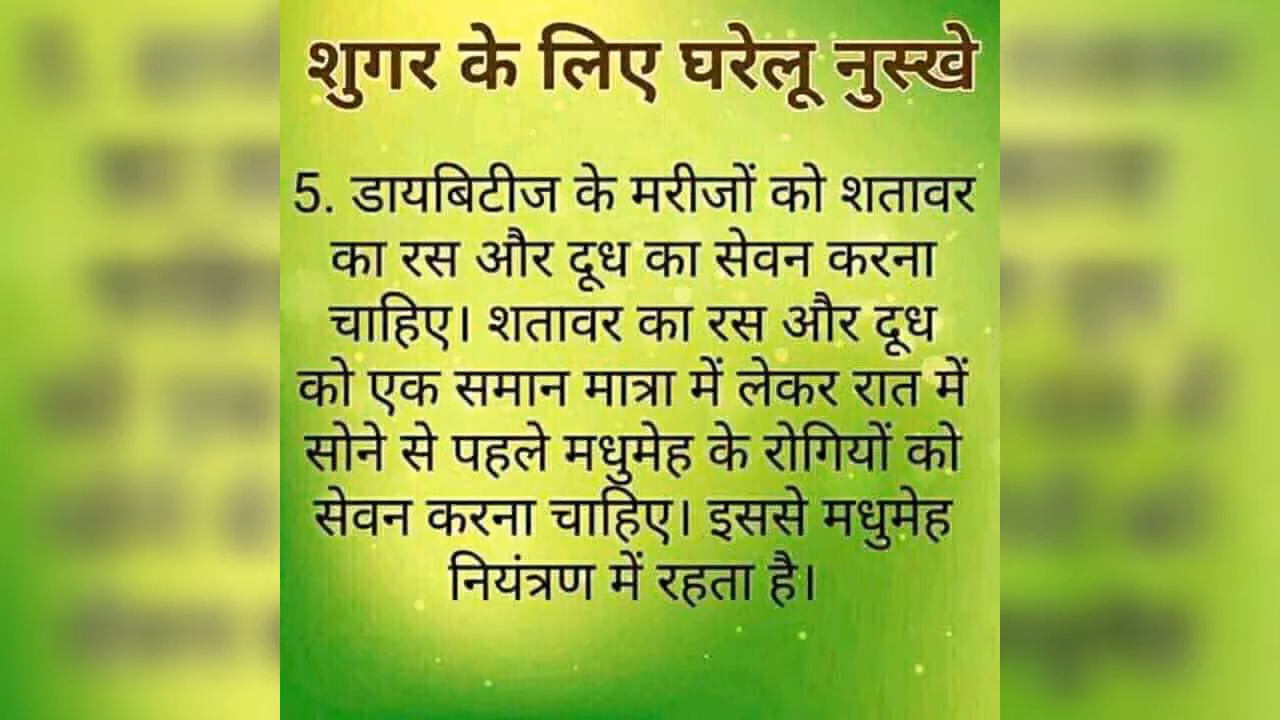 शुगर के लिए घरेलू नुस्खे
5. डायबिटीज के मरीजों को शतावर
का रस और दूध का सेवन करना
चाहिए। शतावर का रस और दूध
को एक समान मात्रा में लेकर रात में
सोने से पहले मधुमेह के रोगियों को
सेवन करना चाहिए। इससे मधुमेह
नियंत्रण में रहता है।